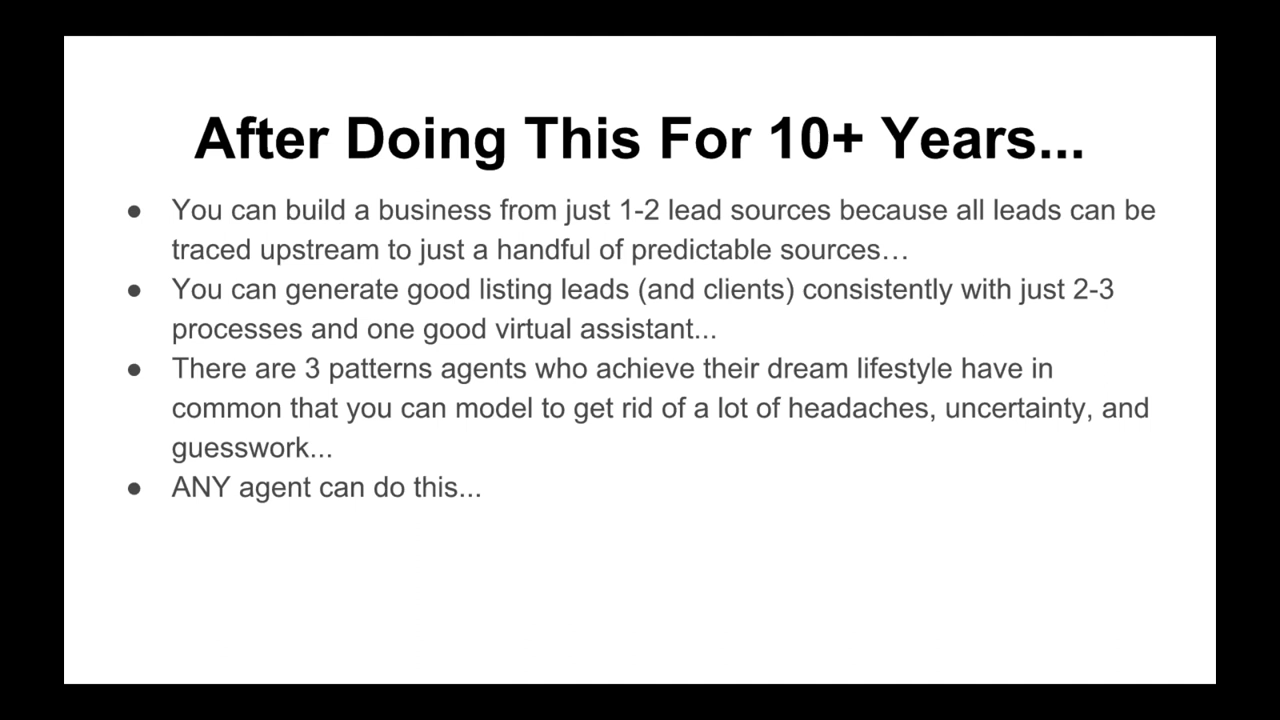 After Doing This For 10+ Years...
● You can build a business from just 1-2 lead sources because all leads can be
traced upstream to just a handful of predictable sources…
● You can generate good listing leads (and clients) consistently with just 2-3
processes and one good virtual assistant...
● There are 3 patterns agents who achieve their dream lifestyle have in
common that you can model to get rid of a lot of headaches, uncertainty, and
guesswork...
● ANY agent can do this...